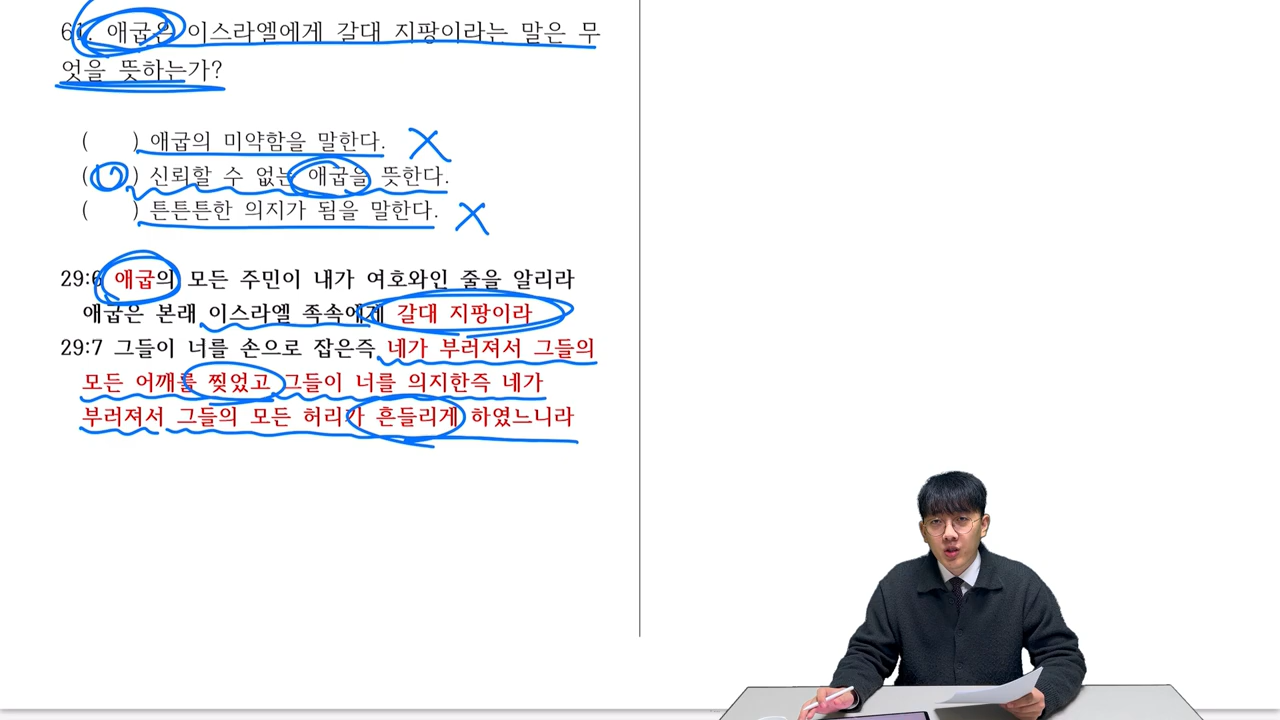 61. 애굽은 이스라엘에게 갈대 지팡이라는 말은 무
엇을 뜻하는가?
( ) 애굽의 미약함을 말한다. X
( O ) 신뢰할 수 없는 애굽을 뜻한다.
( ) 튼튼튼한 의지가 됨을 말한다. X
29:6 애굽의 모든 주민이 내가 여호와인 줄을 알리라
애굽은 본래 이스라엘 족속에게 갈대 지팡이라
29:7 그들이 너를 손으로 잡은즉 네가 부러져서 그들의
모든 어깨를 찢었고 그들이 너를 의지한즉 네가
부러져서 그들의 모든 허리가 흔들리게 하였느니라